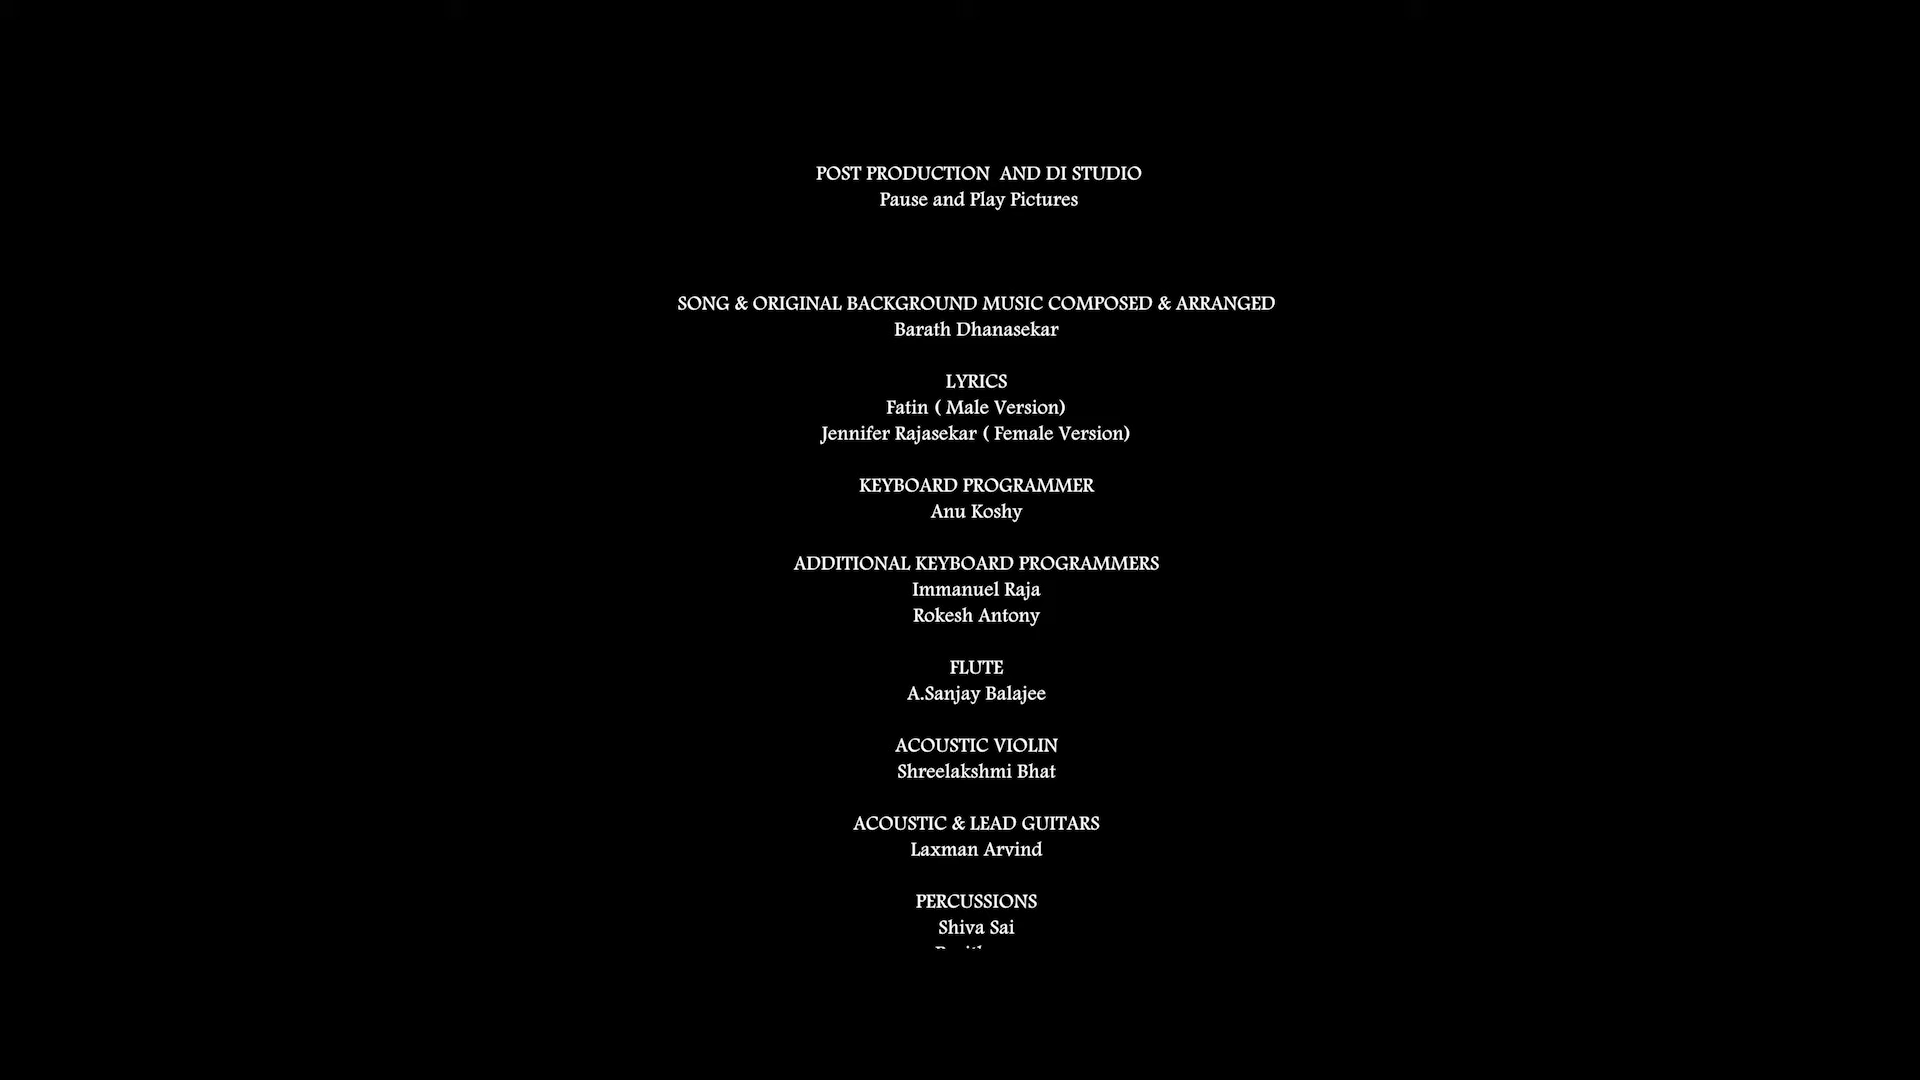 POST PRODUCTION  AND DI STUDIO
Pause and Play Pictures
SONG & ORIGINAL BACKGROUND MUSIC COMPOSED & ARRANGED
Barath Dhanasekar
LYRICS
Fatin ( Male Version)
Jennifer Rajasekar ( Female Version)
KEYBOARD PROGRAMMER
Anu Koshy
ADDITIONAL KEYBOARD PROGRAMMERS
Immanuel Raja
Rokesh Antony
FLUTE
A.Sanjay Balajee
ACOUSTIC VIOLIN
Shreelakshmi Bhat
ACOUSTIC & LEAD GUITARS
Laxman Arvind
PERCUSSIONS
Shiva Sai